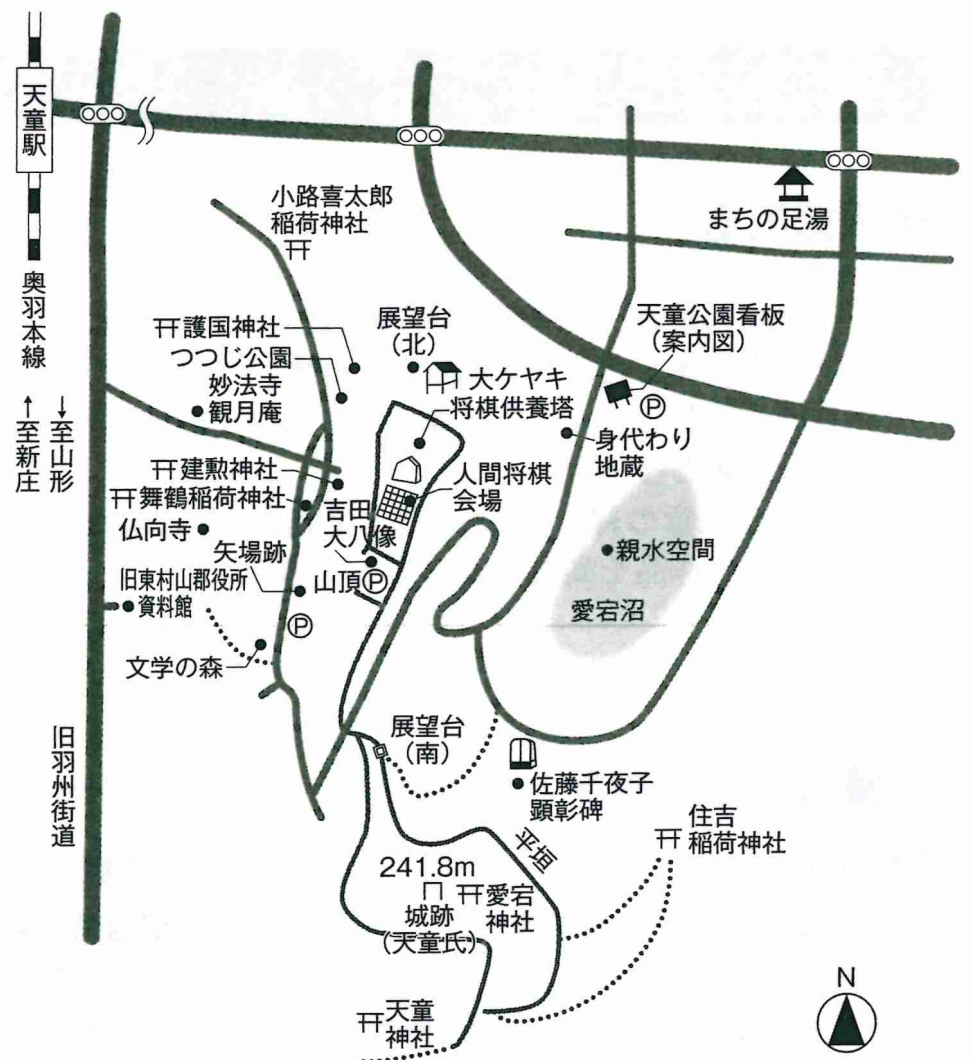 天童駅
奥羽本線
↓至山形
↑至新庄
旧羽州街道
小路喜太郎
稲荷神社
まちの足湯
護国神社
つつじ公園
妙法寺
観月庵
展望台
(北)
大ケヤキ
将棋供養塔
天童公園看板
(案内図)
P
身代わり
地蔵
建勲神社
舞鶴稲荷神社
人間将棋
会場
仏向寺
吉田
大八像
矢場跡
山頂P
旧東村山郡役所
資料館
P
文学の森
親水空間
愛宕沼
展望台
(南)
佐藤千夜子
顕彰碑
住吉
稲荷神社
平垣
241.8m
城跡
(天童氏)
愛宕
神社
天童
神社
N